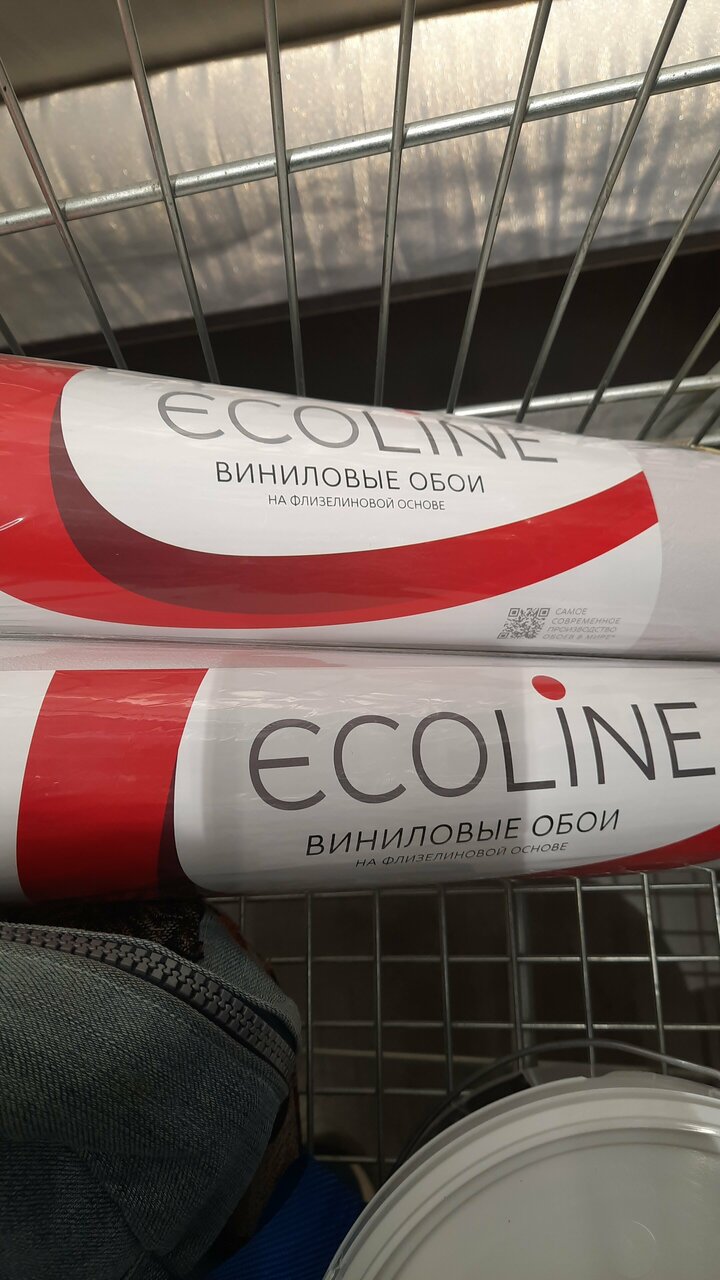 ECOLINE
ВИНИЛОВЫЕ ОБОИ
НА ФЛИЗЕЛИНОВОЙ ОСНОВЕ
САМОЕ
СОВРЕМЕННОЕ
ПРОИЗВОДСТВО
ОБОЕВ В МИРЕ*
ECOLINE
ВИНИЛОВЫЕ ОБОИ
НА ФЛИЗЕЛИНОВОЙ ОСНОВЕ